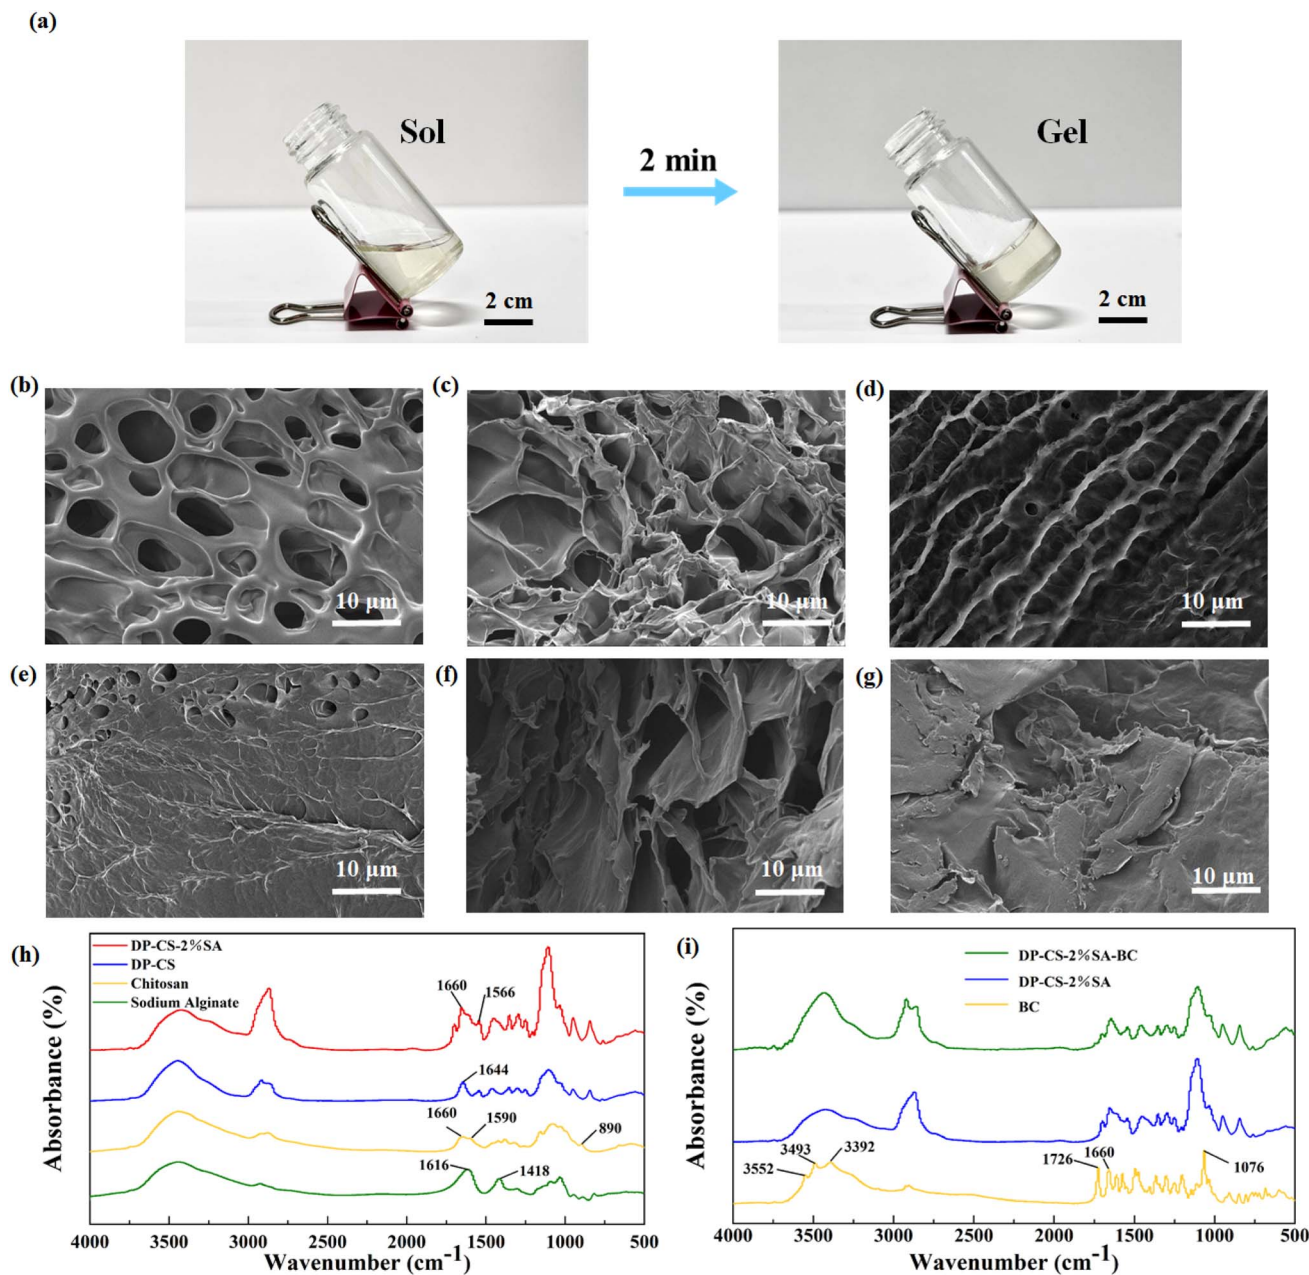 (a)
Sol
2 min
Gel
2 cm
2 cm
(b)
(c)
(d)
10 μm
10 μm
10 μm
(e)
(f)
(g)
10 μm
10 μm
10 μm
(h)
DP-CS-2%SA
DP-CS
Chitosan
Sodium Alginate
1660
1566
1644
1660
1590
890
1616
1418
Absorbance (%)
4000 3500 3000 2500 2000 1500 1000 500
Wavenumber (cm-1)
(i)
DP-CS-2%SA-BC
DP-CS-2%SA
BC
3493
3392
3552
1726
1660
1076
Absorbance (%)
4000 3500 3000 2500 2000 1500 1000 500
Wavenumber (cm-1)